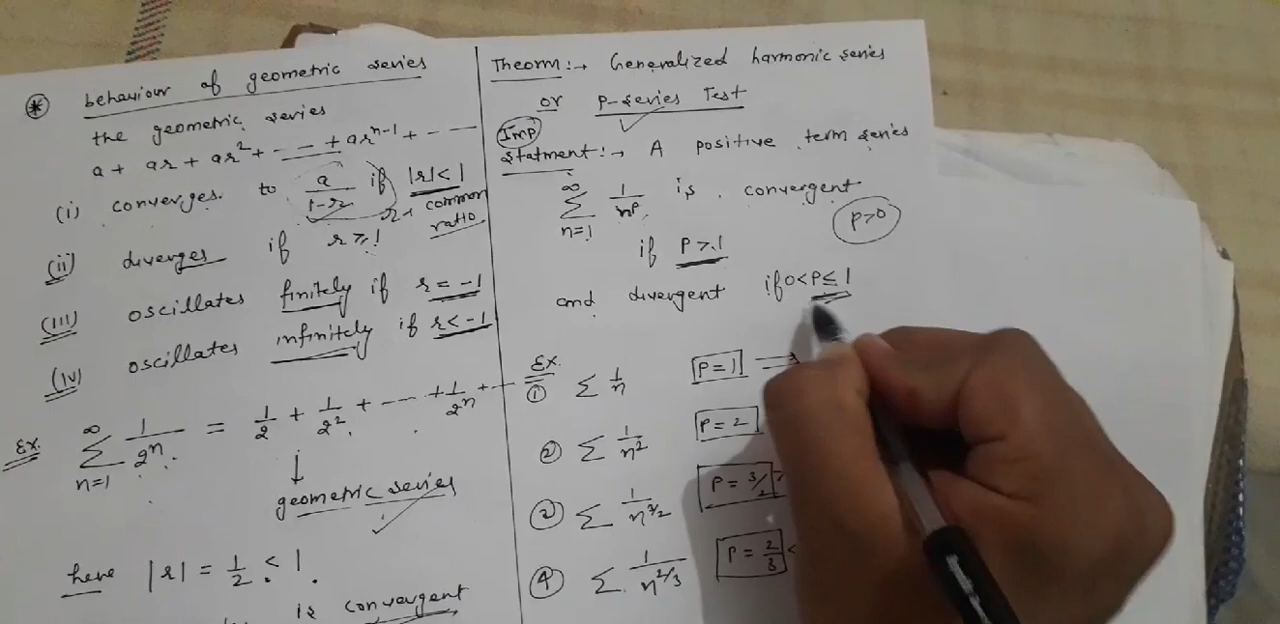 * behaviour of geometric series
the geometric series
a + ar + ar² + - - - + arⁿ⁻¹ + - - -
(i) converges. to a/1-r if |r| < 1
r → common ratio
(ii) diverges if r ≥ 1
(iii) oscillates finitely if r = -1
(iv) oscillates infinitely if r < -1
Ex. ∞ Σ n=1 1/2ⁿ. = 1/2 + 1/2² + - - - + 1/2ⁿ + - - -
↓
geometric series
here |r| = 1/2 < 1.
is convergent
Theorm :→ Generalized harmonic series
or P-series Test
Imp
Statment :→ A positive term series
∞ Σ n=1 1/nᵖ is convergent
P>0
if P > 1
and divergent if 0 < P ≤ 1
Ex.
① Σ 1/n P = 1 →
② Σ 1/n² P = 2
③ Σ 1/n^3/2 P = 3/2 >
④ Σ 1/n^2/3 P = 2/3 <